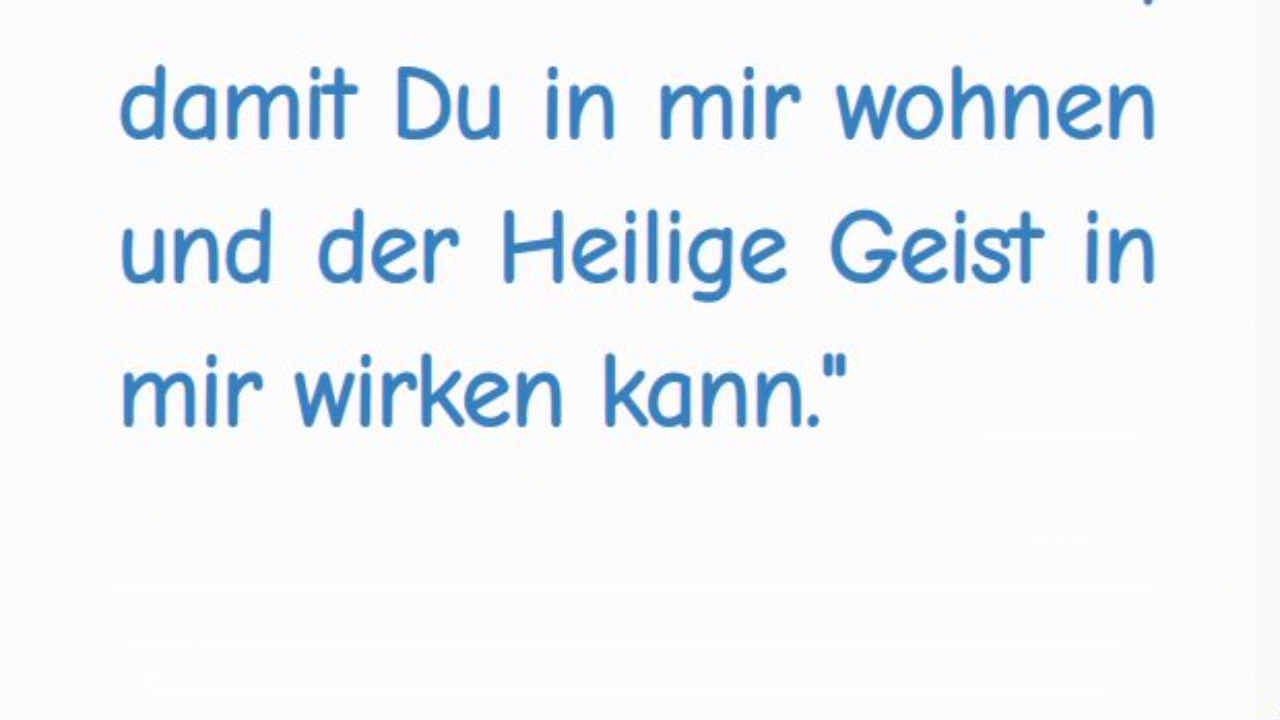 damit Du in mir wohnen
und der Heilige Geist in
mir wirken kann."